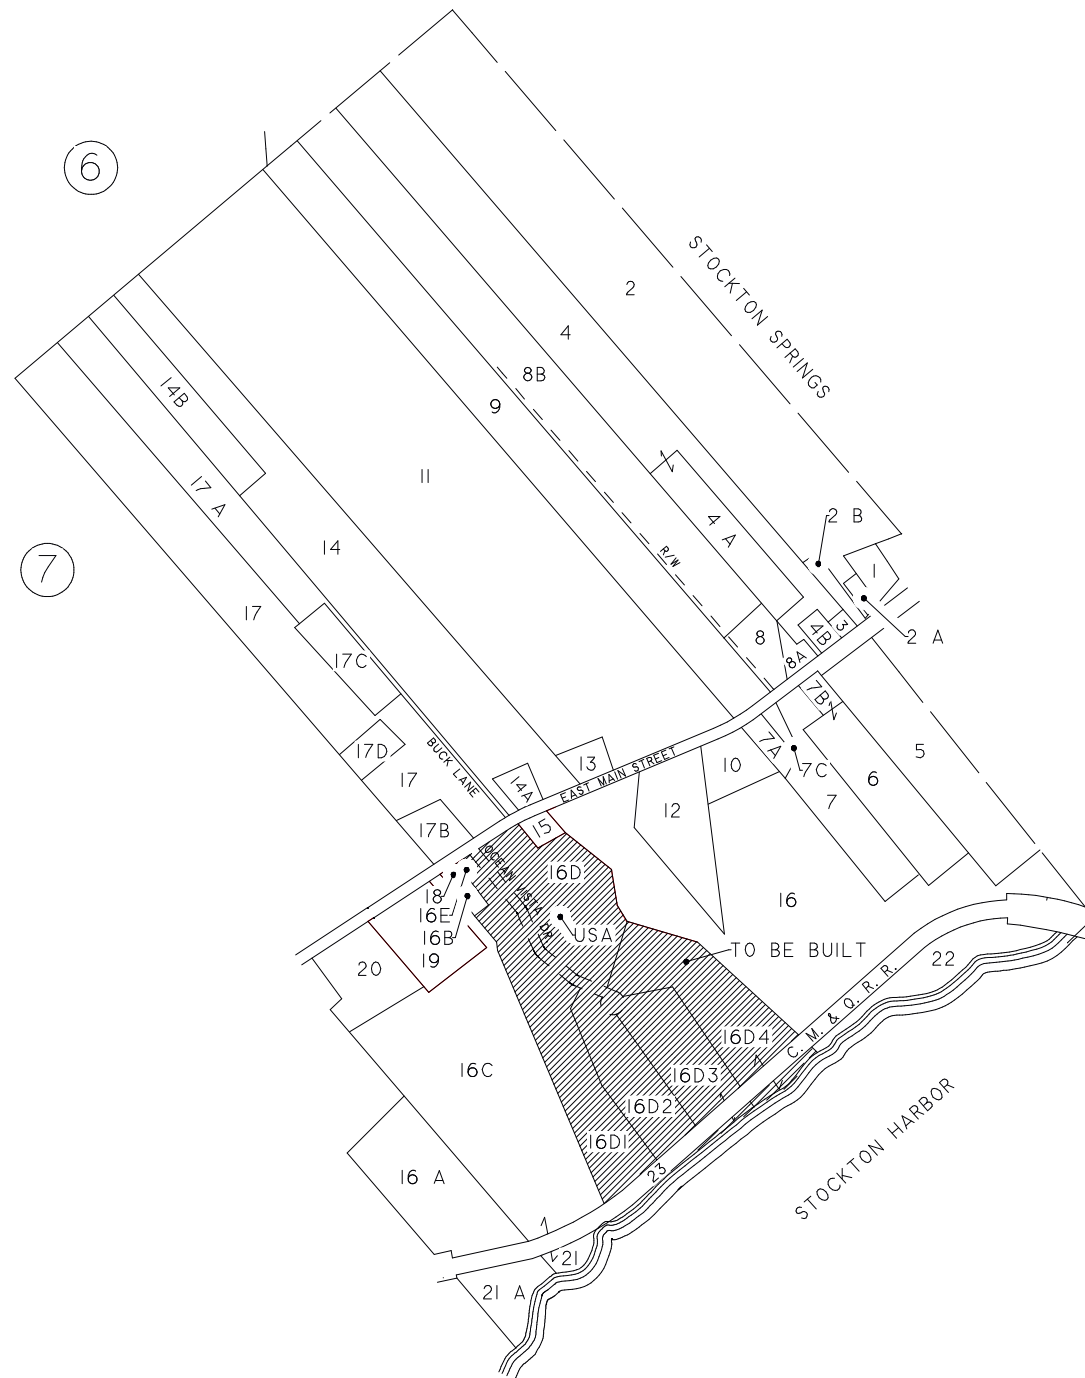 6
2
STOCKTON SPRINGS
4
8B
14B
9
11
17 A
2 B
4 A
14
R/W
1
7
17
2 A
3
4B
8
8A
17C
7B
BUCK LANE
17D
7A
5
13
EAST MAIN STREET
10
7C
17
14A
6
7
12
17B
15
OCEAN VISTA DR.
16D
18
16E
16
16B
USA
TO BE BUILT
19
20
22
C. M. & Q. R. R.
16D4
16C
16D3
16D2
16D1
STOCKTON HARBOR
16 A
23
21
21 A